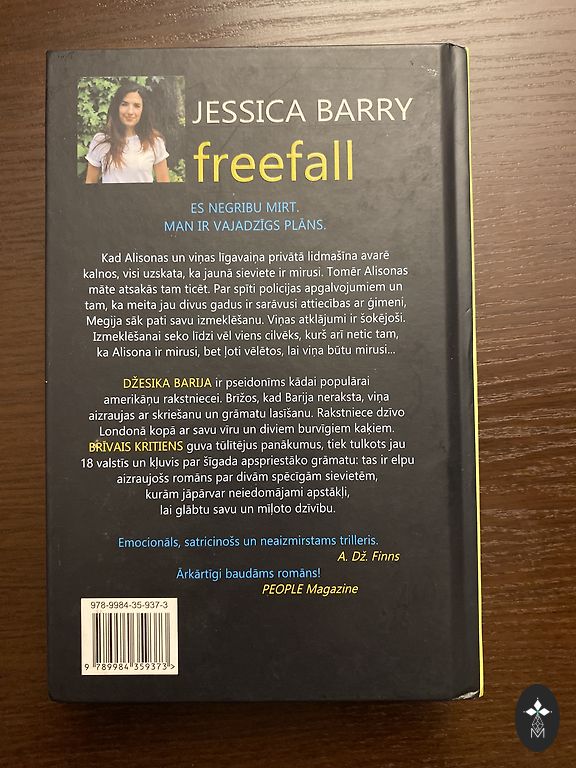 JESSICA BARRY
freefall
ES NEGRIBU MIRT.
MAN IR VAJADZĪGS PLĀNS.
Kad Alisonas un viņas līgavaiņa privātā lidmašīna avarē
kalnos, visi uzskata, ka jaunā sieviete ir mirusi. Tomēr Alisonas
māte atsakās tam ticēt. Par spīti policijas apgalvojumiem un
tam, ka meita jau divus gadus ir sarāvusi attiecības ar ģimeni,
Megija sāk pati savu izmeklēšanu. Viņas atklājumi ir šokējoši.
Izmeklēšanai seko līdzi vēl viens cilvēks, kurš arī netic tam,
ka Alisona ir mirusi, bet ļoti vēlētos, lai viņa būtu mirusi...
DŽESIKA BARIJA ir pseidonīms kādai populārai
amerikāņu rakstniecei. Brīžos, kad Barija neraksta, viņa
aizraujas ar skriešanu un grāmatu lasīšanu. Rakstniece dzīvo
Londonā kopā ar savu vīru un diviem burvīgiem kaķiem.
BRĪVAIS KRITIENS guva tūlītējus panākumus, tiek tulkots jau
18 valstīs un kļuvis par šīgada apspriestāko grāmatu: tas ir elpu
aizraujošs romāns par divām spēcīgām sievietēm,
kurām jāpārvar neiedomājami apstākļi,
lai glābtu savu un mīļoto dzīvību.
Emocionāls, satricinošs un neaizmirstams trilleris.
A. Dž. Finns
Ārkārtīgi baudāms romāns!
PEOPLE Magazine
978-9984-35-937-3
9 789984 359373 >
M